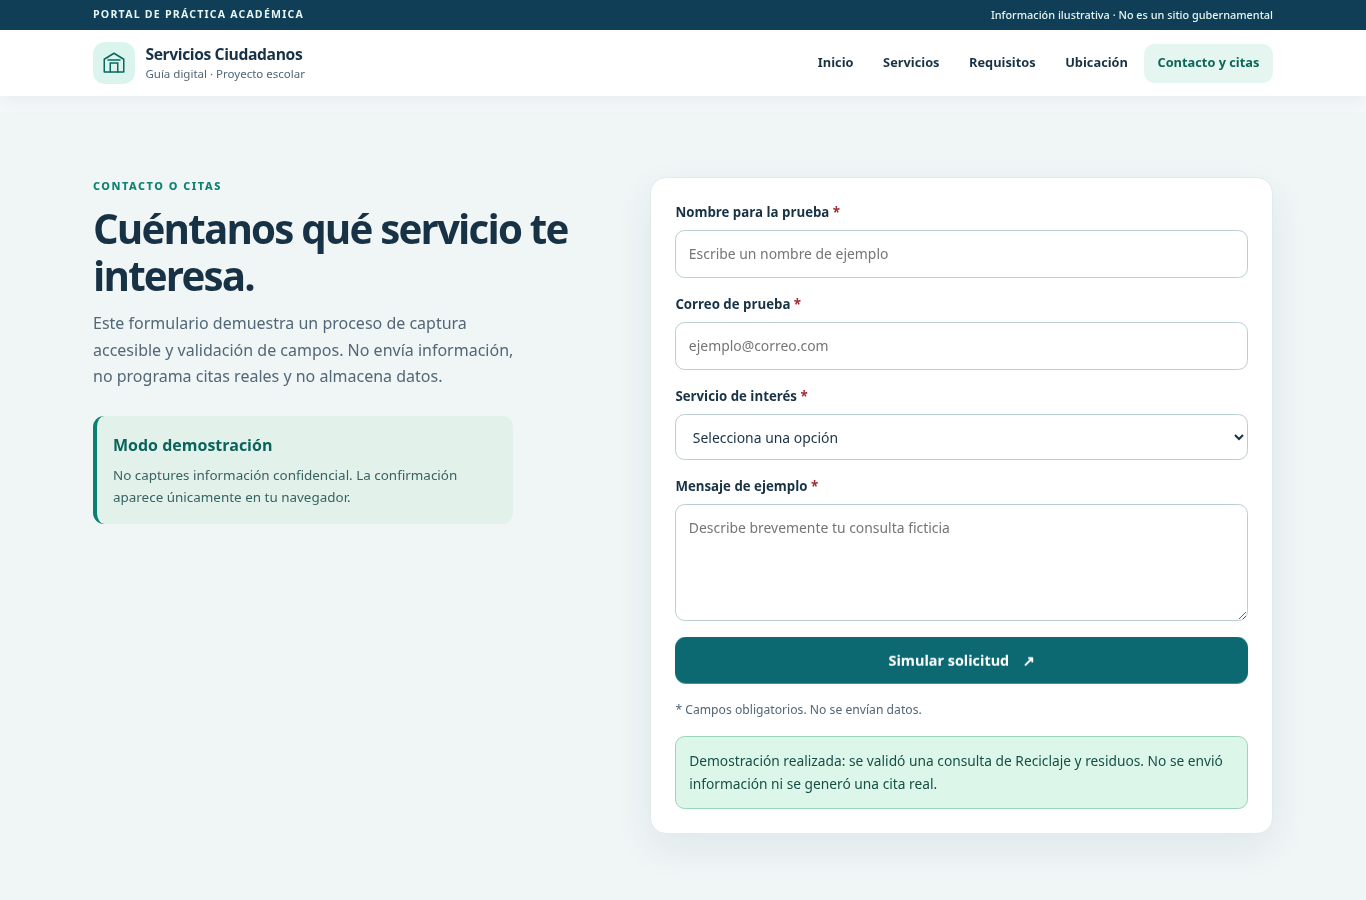 PORTAL DE PRÁCTICA ACADÉMICA
Información ilustrativa · No es un sitio gubernamental
Servicios Ciudadanos
Guía digital · Proyecto escolar
Inicio
Servicios
Requisitos
Ubicación
Contacto y citas
CONTACTO O CITAS
Cuéntanos qué servicio te
interesa.
Este formulario demuestra un proceso de captura
accesible y validación de campos. No envía información,
no programa citas reales y no almacena datos.
Modo demostración
No captures información confidencial. La confirmación
aparece únicamente en tu navegador.
Nombre para la prueba *
Escribe un nombre de ejemplo
Correo de prueba *
ejemplo@correo.com
Servicio de interés *
Selecciona una opción
Mensaje de ejemplo *
Describe brevemente tu consulta ficticia
Simular solicitud ↗
* Campos obligatorios. No se envían datos.
Demostración realizada: se validó una consulta de Reciclaje y residuos. No se envió
información ni se generó una cita real.